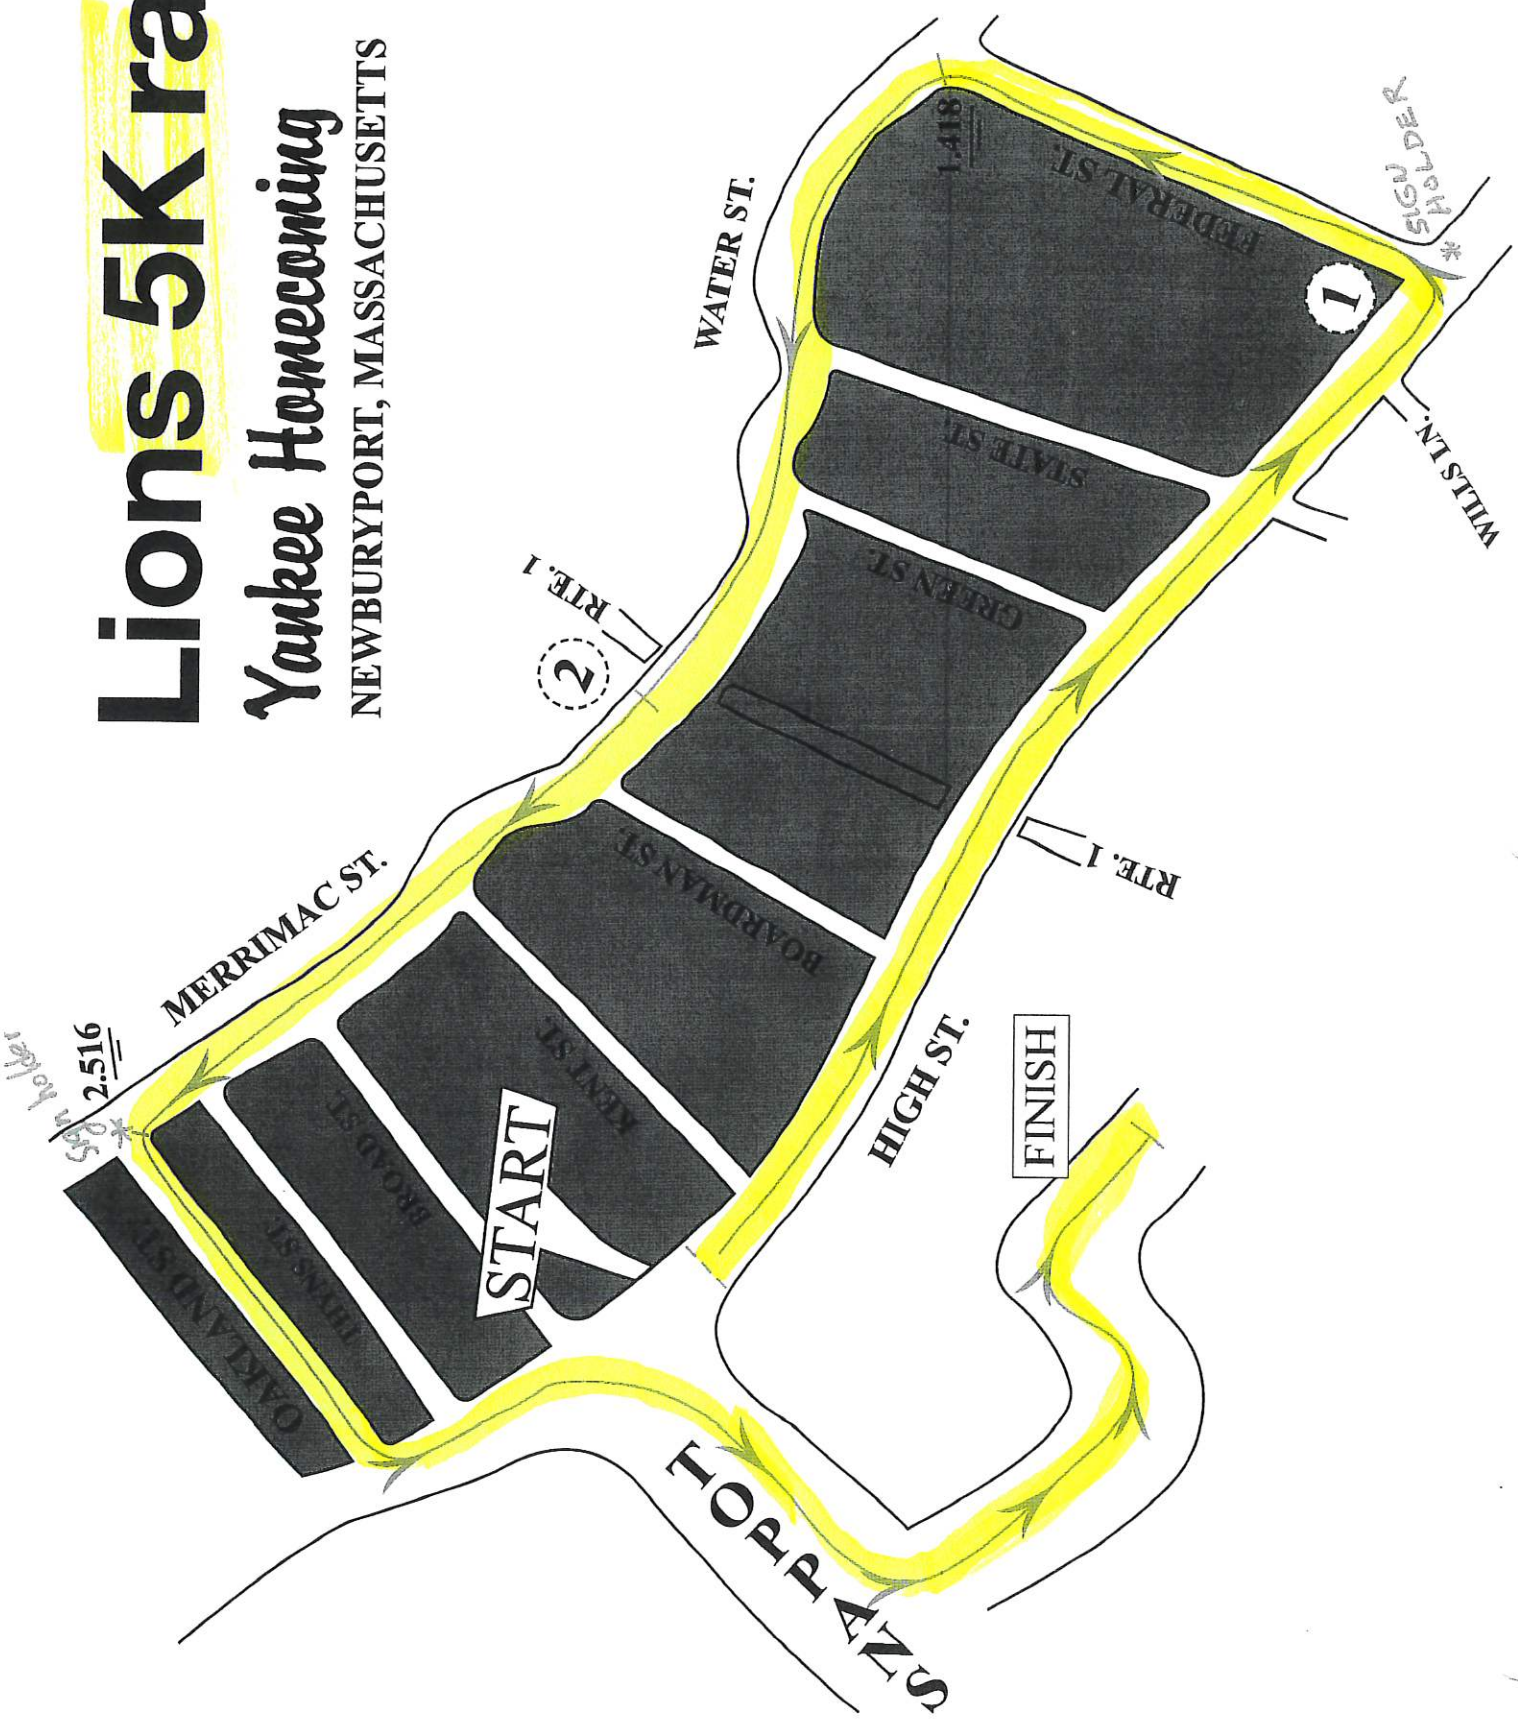 Lions 5K ra
Yankee Homecoming
NEWBURYPORT, MASSACHUSETTS
WATER ST.
1.418
FEDERAL ST.
SIGN
HOLDER
*
1
STATE ST.
WILLS LN.
GREEN ST.
RTE. 1
2
RTE. 1
BOARDMAN ST.
MERRIMAC ST.
KENT ST.
HIGH ST.
2.516
sign holder
*
BROAD ST.
START
FINISH
OAKLAND ST.
TOPPANS